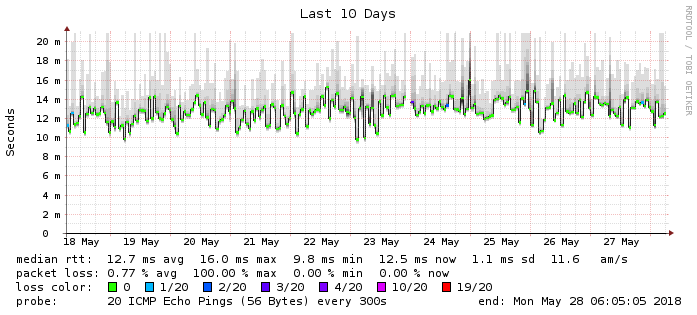 Last 10 Days
RRDTOOL / TOBI OETIKER
Seconds
20 m
18 m
16 m
14 m
12 m
10 m
8 m
6 m
4 m
2 m
0
18 May 19 May 20 May 21 May 22 May 23 May 24 May 25 May 26 May 27 May
median rtt: 12.7 ms avg 16.0 ms max 9.8 ms min 12.5 ms now 1.1 ms sd 11.6 am/s
packet loss: 0.77 % avg 100.00 % max 0.00 % min 0.00 % now
loss color: 0 1/20 2/20 3/20 4/20 10/20 19/20
probe: 20 ICMP Echo Pings (56 Bytes) every 300s end: Mon May 28 06:05:05 2018